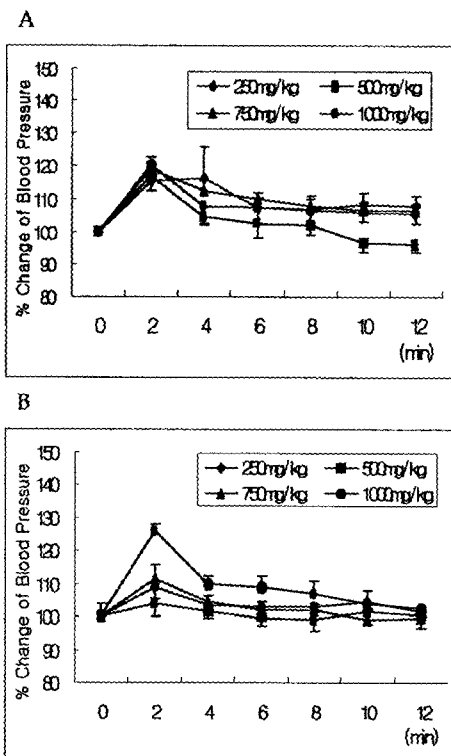 A
% Change of Blood Pressure
150
140
130
120
110
100
90
80
250mg/kg 500mg/kg
750mg/kg 1000mg/kg
0 2 4 6 8 10 12
(min)
B
% Change of Blood Pressure
150
140
130
120
110
100
90
80
250mg/kg 500mg/kg
750mg/kg 1000mg/kg
0 2 4 6 8 10 12
(min)